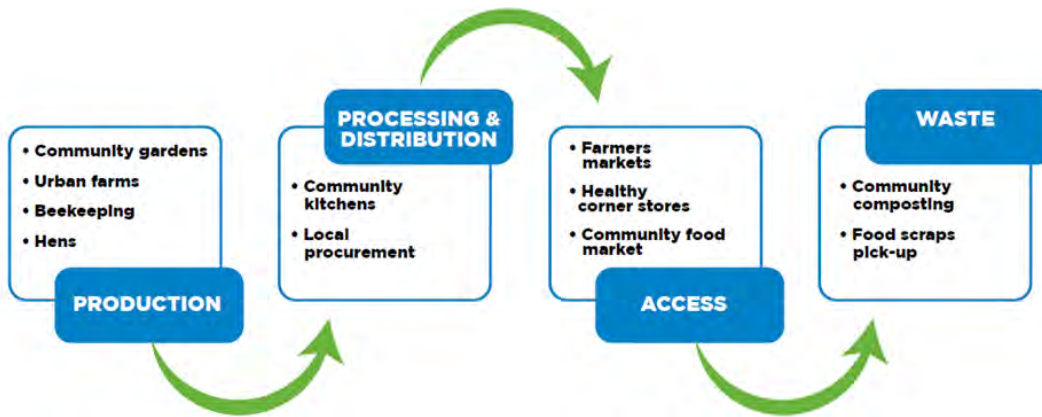 • Community gardens
• Urban farms
• Beekeeping
• Hens
PRODUCTION
PROCESSING &
DISTRIBUTION
• Community
kitchens
• Local
procurement
• Farmers
markets
• Healthy
corner stores
• Community food
market
ACCESS
WASTE
• Community
composting
• Food scraps
pick-up